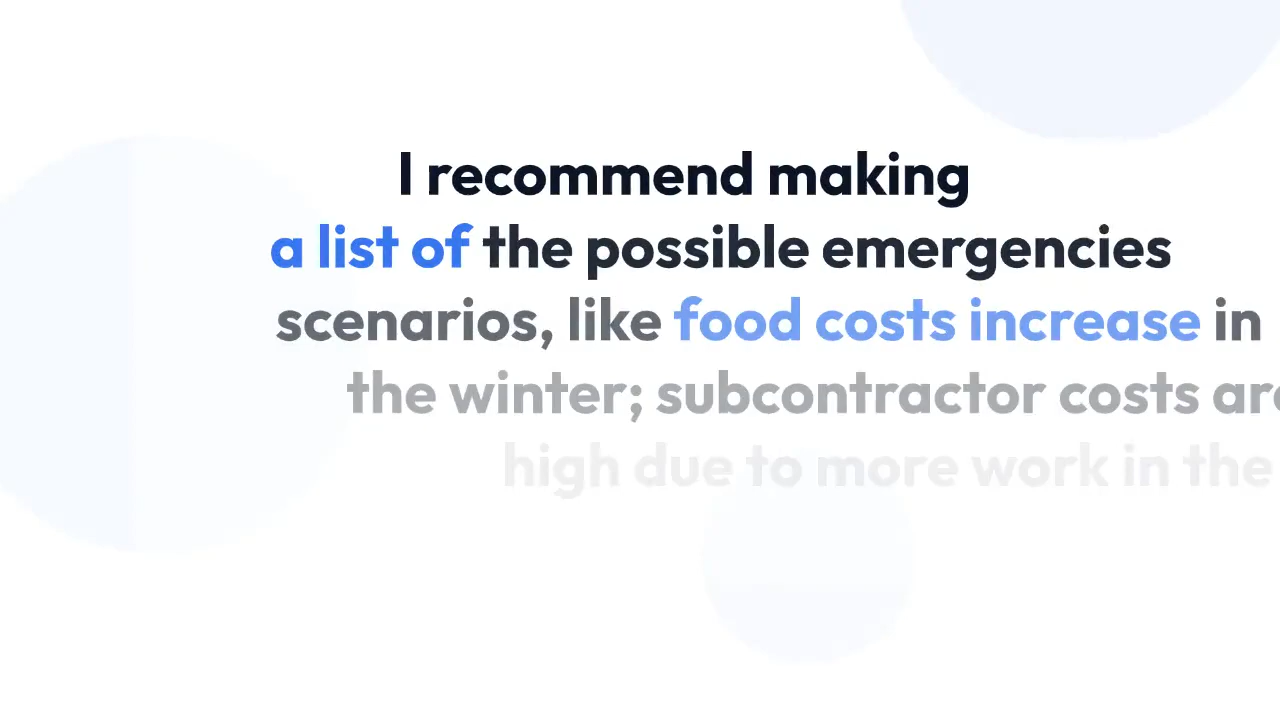 I recommend making
a list of the possible emergencies
scenarios, like food costs increase in
the winter; subcontractor costs are
high due to more work in the